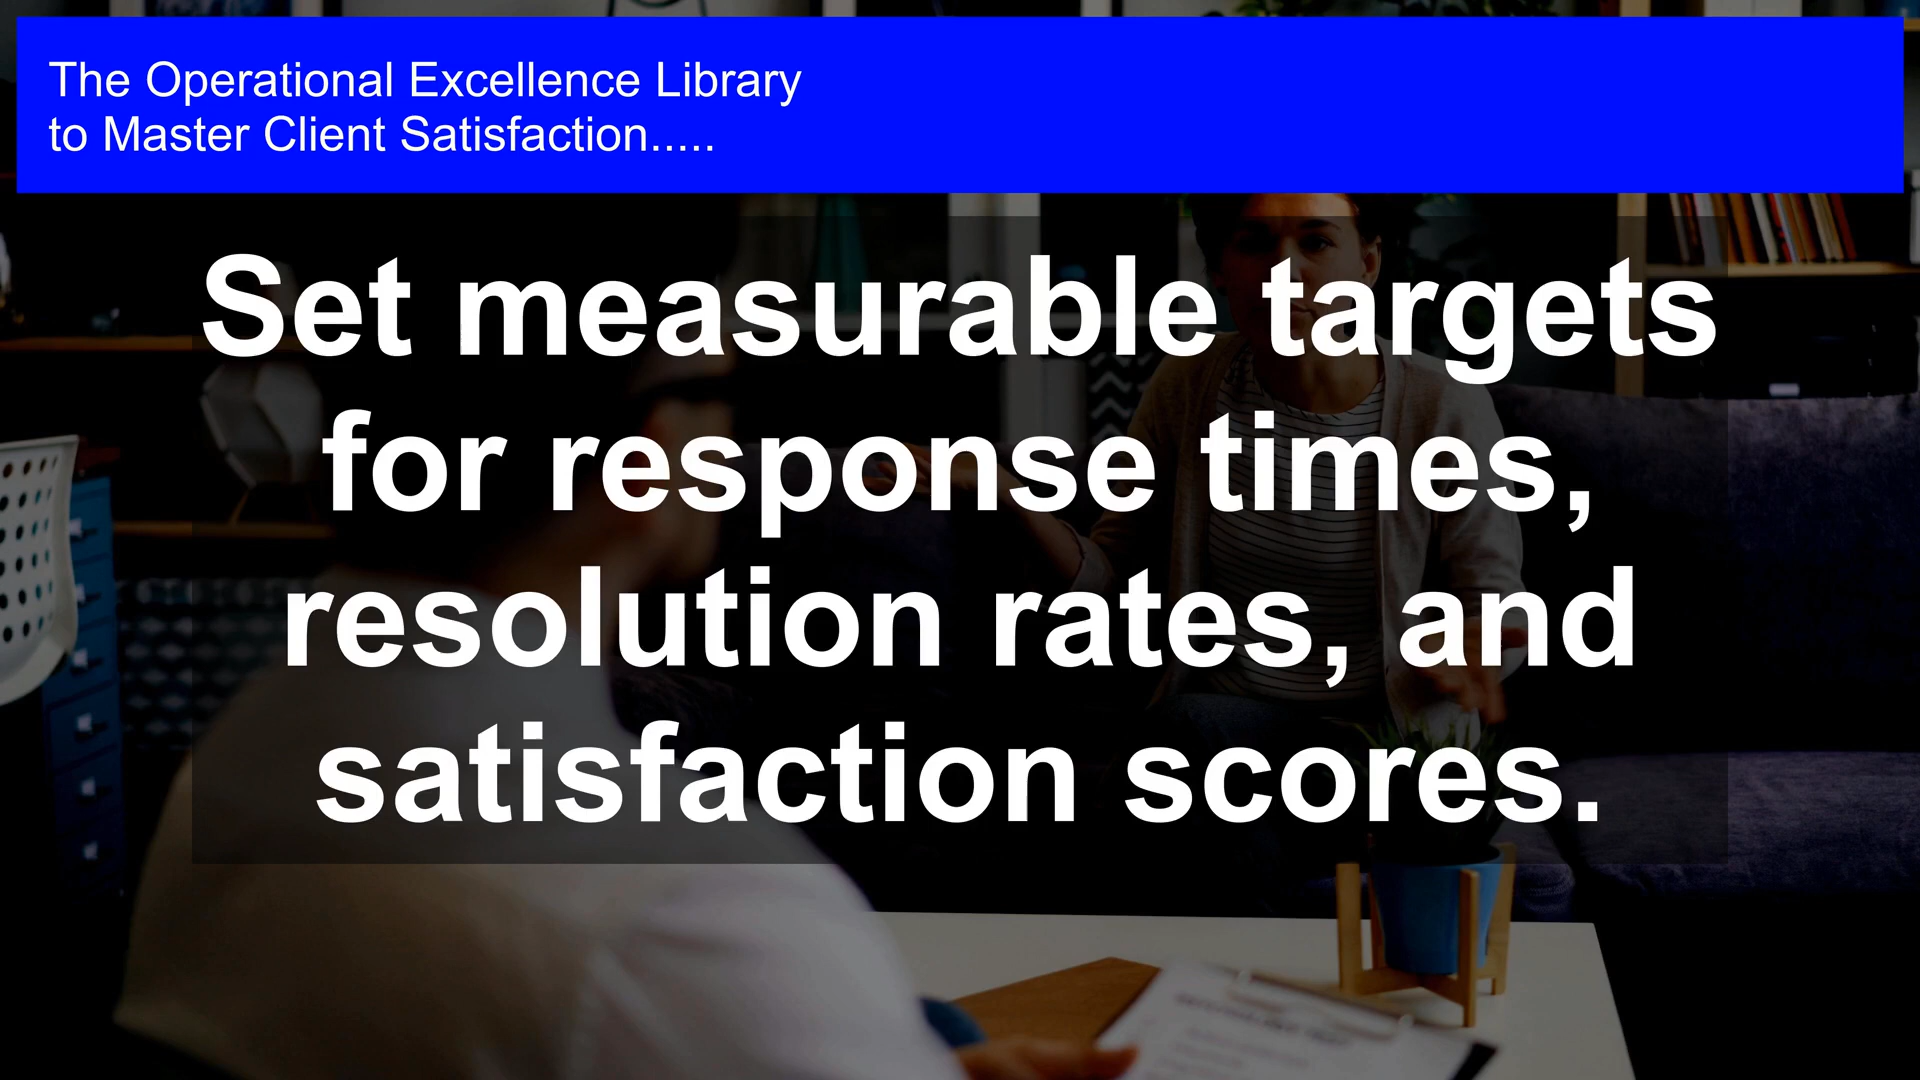 The Operational Excellence Library
to Master Client Satisfaction.....
Set measurable targets
for response times,
resolution rates, and
satisfaction scores.